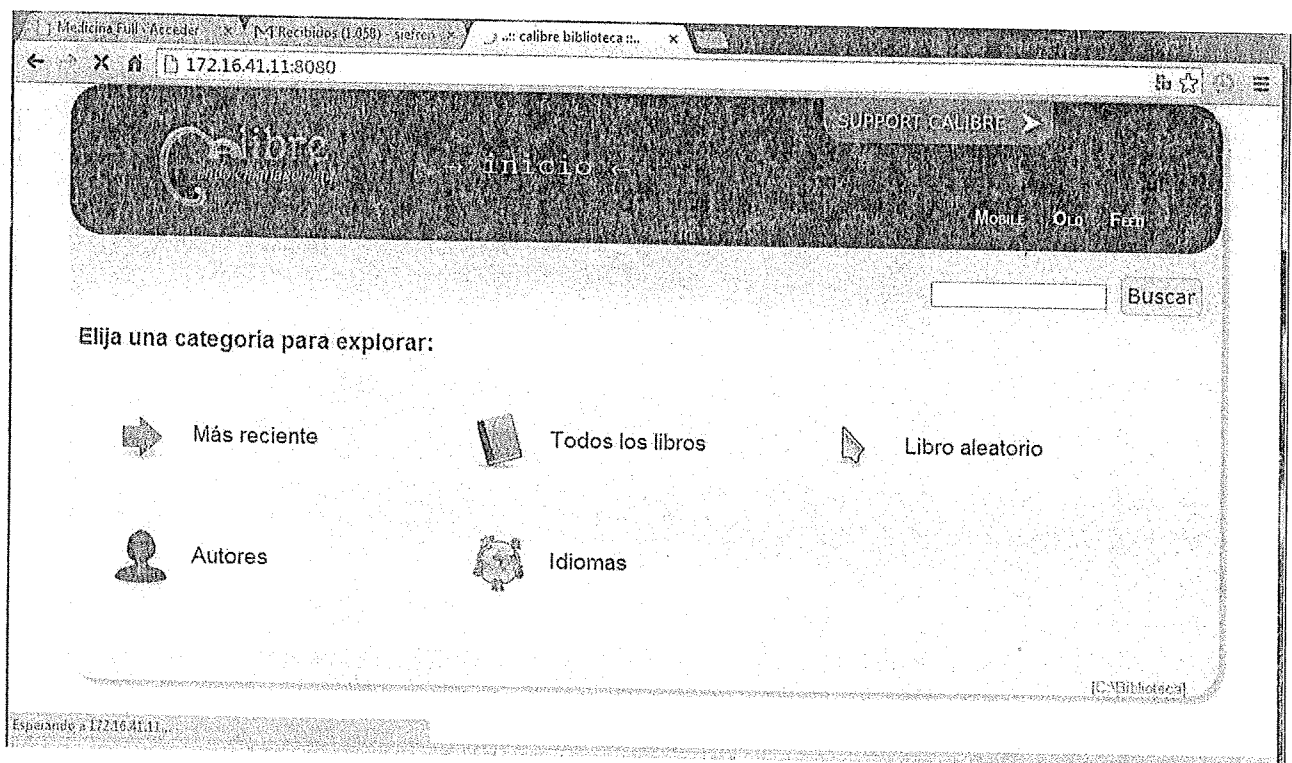 Medicina Full \ Acceder   Recibidos (1.058)   ..:: calibre biblioteca ::..
172.16.41.11:8080
SUPPORT CALIBRE
calibre
→ inicio ←
MOBILE OLD FEED
Buscar
Elija una categoría para explorar:
Más reciente   Todos los libros   Libro aleatorio
Autores   Idiomas
[C:\Biblioteca]
Esperando a 172.16.41.11...